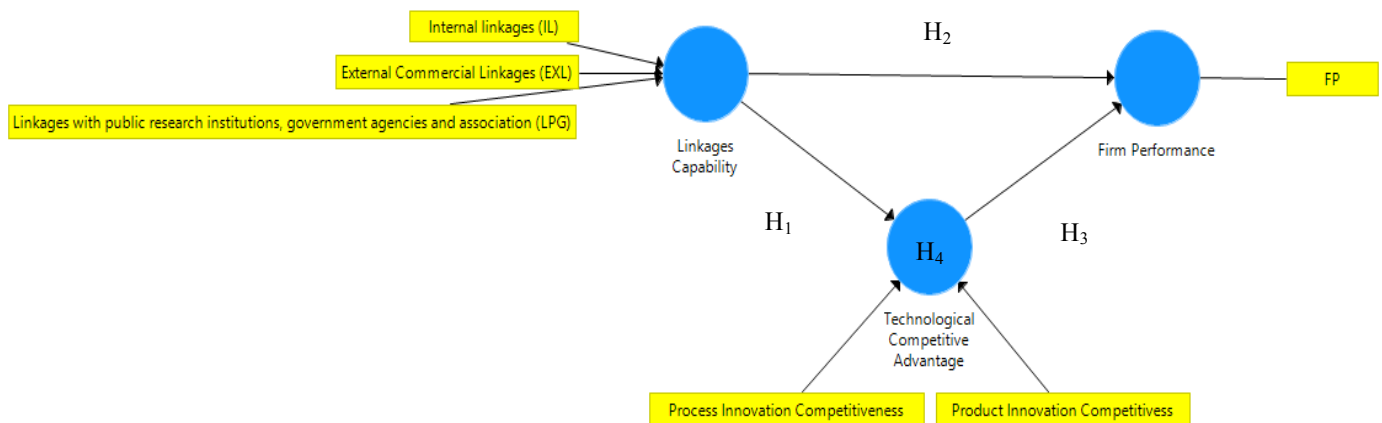 Internal linkages (IL)
External Commercial Linkages (EXL)
Linkages with public research institutions, government agencies and association (LPG)
Linkages
Capability
H2
Firm Performance
FP
H1
H4
H3
Technological
Competitive
Advantage
Process Innovation Competitiveness
Product Innovation Competitivess